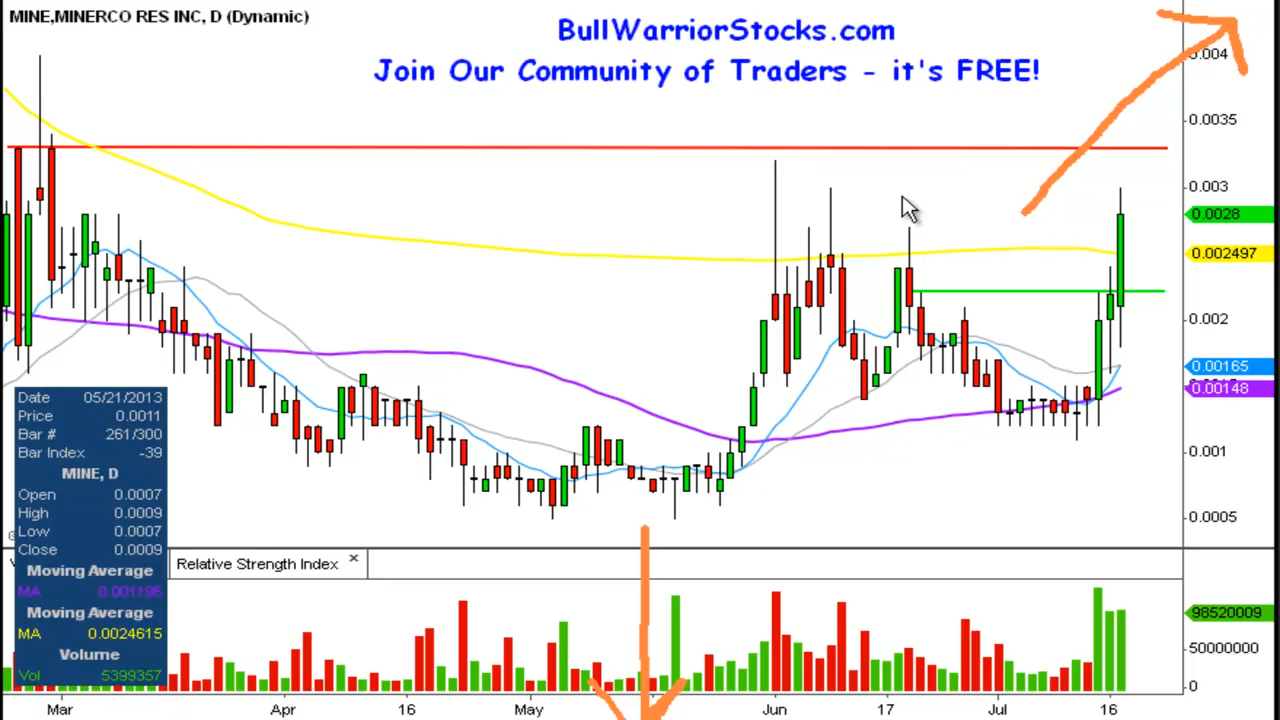 MINE,MINERCO RES INC, D (Dynamic)
BullWarriorStocks.com
Join Our Community of Traders - it's FREE!
0.004
0.0035
0.003
0.0028
0.002497
0.002
0.00165
0.00148
0.001
0.0005
Date 05/21/2013
Price 0.0011
Bar # 261/300
Bar Index -39
MINE, D
Open 0.0007
High 0.0009
Low 0.0007
Close 0.0009
Moving Average
MA 0.001196
Moving Average
MA 0.0024615
Volume
Vol 5399357
Relative Strength Index ×
98520009
50000000
0
Mar Apr 16 May Jun 17 Jul 16